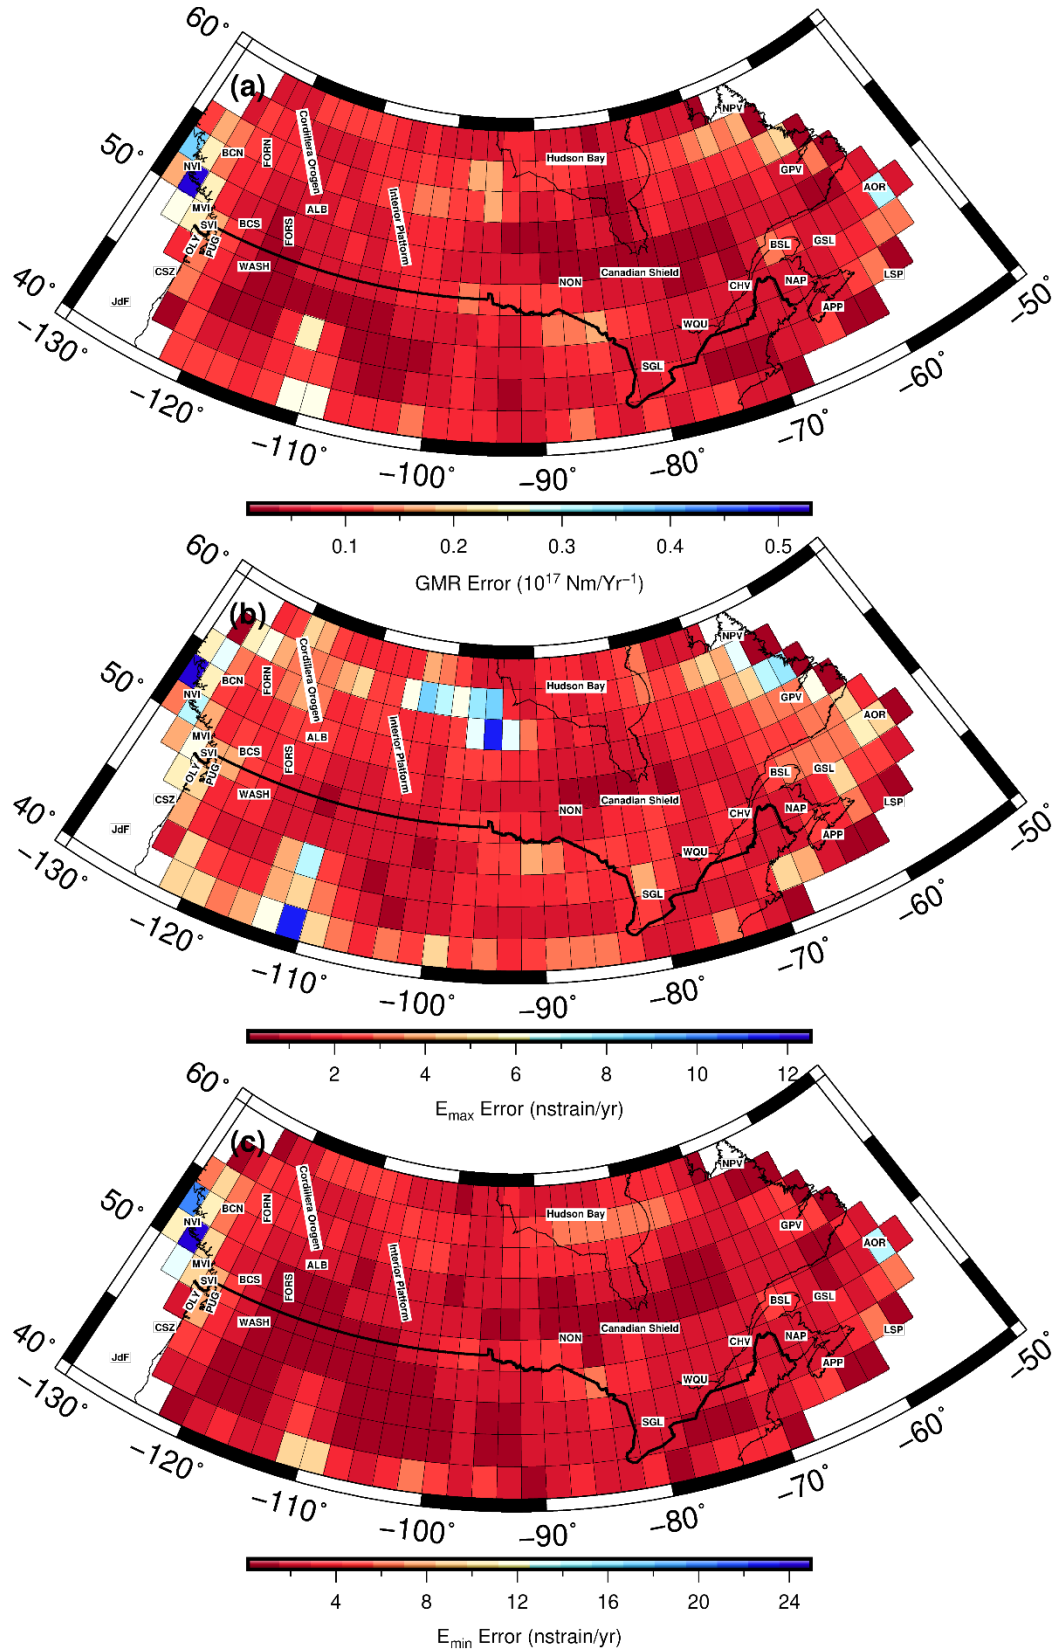 60°
(a)
NPV
Cordillera Orogen
50°
BCN
FORN
Hudson Bay
NVI
GPV
AOR
Interior Platform
MVI
ALB
SVI
BCS
FORS
OLY
PUG
BSL
GSL
CSZ
WASH
Canadian Shield
LSP
NON
CHV
NAP
40°
JdF
APP
WQU
−50°
−130°
SGL
−60°
−120°
−70°
−110°
−80°
−100°
−90°
0.1 0.2 0.3 0.4 0.5
GMR Error (10¹⁷ Nm/Yr⁻¹)
60°
(b)
NPV
Cordillera Orogen
50°
BCN
FORN
Hudson Bay
NVI
GPV
AOR
Interior Platform
MVI
ALB
SVI
BCS
FORS
OLY
PUG
BSL
GSL
CSZ
WASH
Canadian Shield
LSP
NON
CHV
NAP
40°
JdF
APP
WQU
−50°
−130°
SGL
−60°
−120°
−70°
−110°
−80°
−100°
−90°
2 4 6 8 10 12
Emax Error (nstrain/yr)
60°
(c)
NPV
Cordillera Orogen
50°
BCN
FORN
Hudson Bay
NVI
GPV
AOR
Interior Platform
MVI
ALB
SVI
BCS
FORS
OLY
PUG
BSL
GSL
CSZ
WASH
Canadian Shield
LSP
NON
CHV
NAP
40°
JdF
APP
WQU
−50°
−130°
SGL
−60°
−120°
−70°
−110°
−80°
−100°
−90°
4 8 12 16 20 24
Emin Error (nstrain/yr)